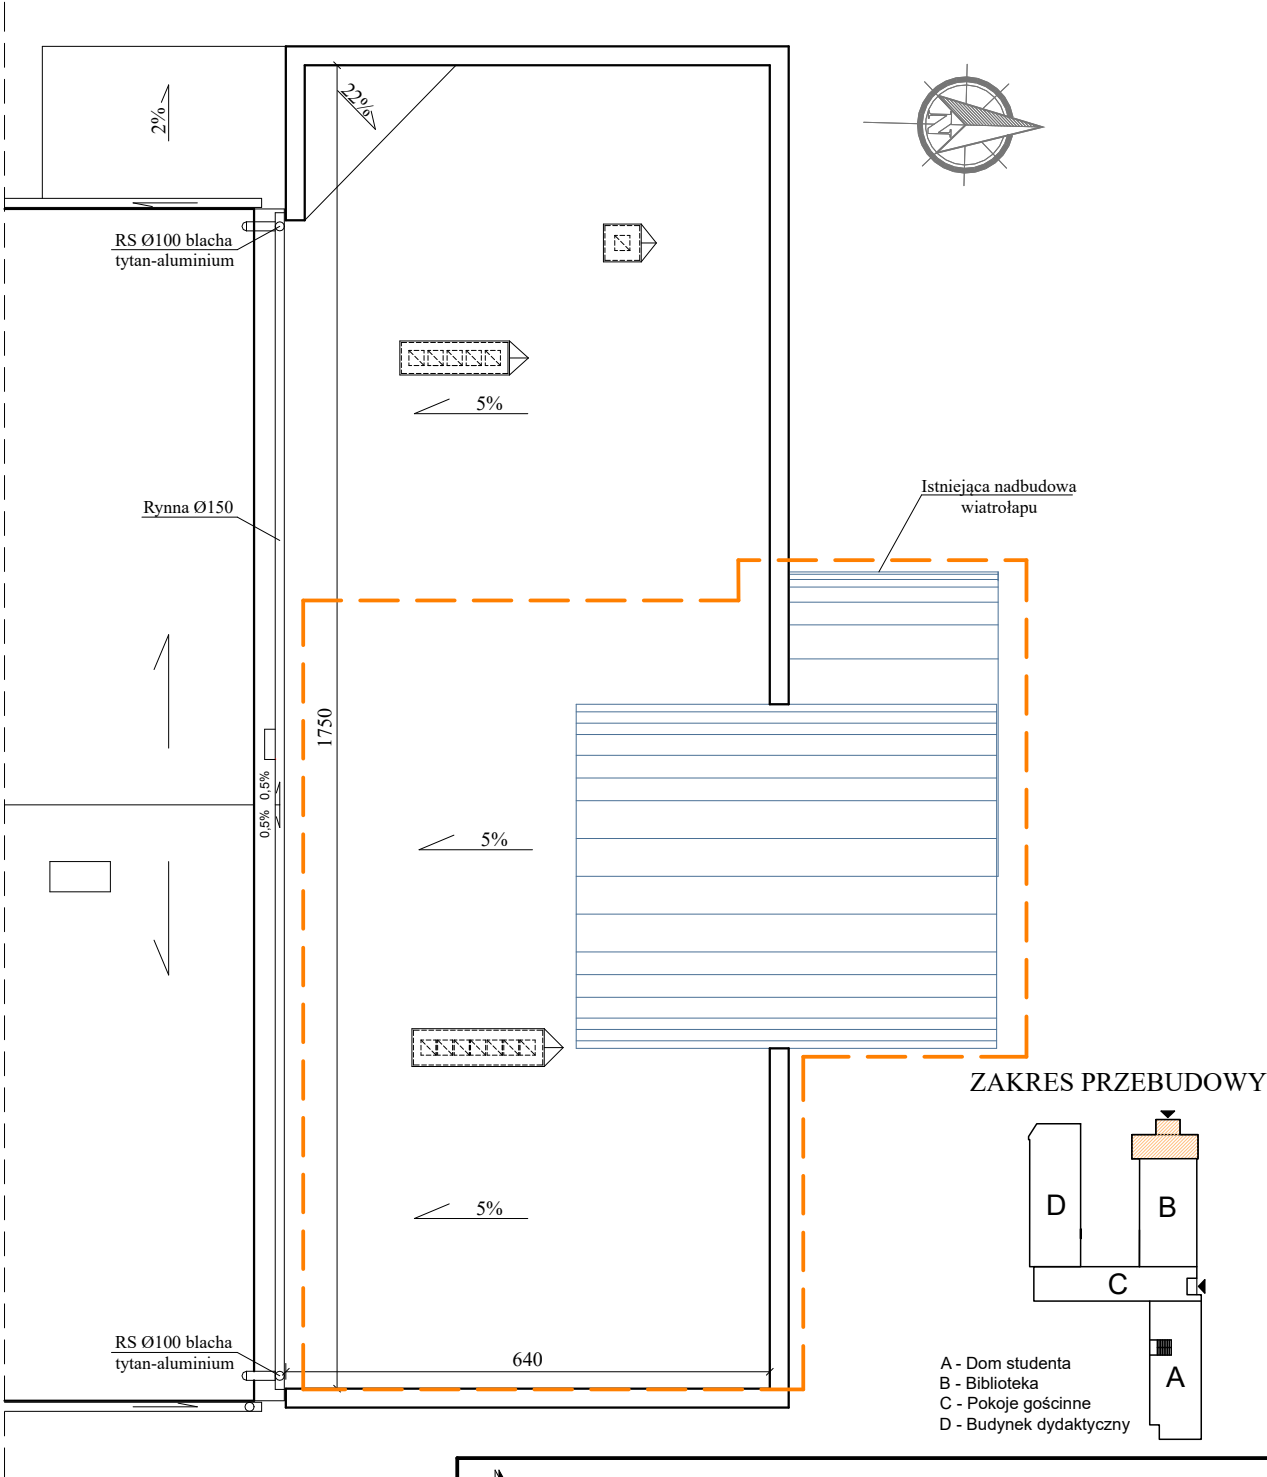 22%
2%
N
RS Ø100 blacha
tytan-aluminium
5%
Istniejąca nadbudowa
wiatrołapu
Rynna Ø150
1750
0,5% 0,5%
5%
ZAKRES PRZEBUDOWY
D
B
5%
C
RS Ø100 blacha
tytan-aluminium
640
A
A - Dom studenta
B - Biblioteka
C - Pokoje gościnne
D - Budynek dydaktyczny